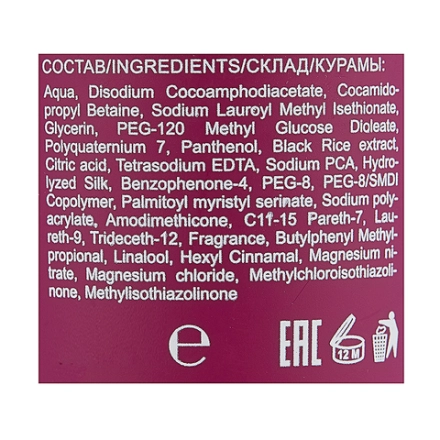 СОСТАВ/INGREDIENTS/СКЛАД/КУРАМЫ:
Aqua, Disodium Cocoamphodiacetate, Cocamido-
propyl Betaine, Sodium Lauroyl Methyl Isethionate,
Glycerin, PEG-120 Methyl Glucose Dioleate,
Polyquaternium 7, Panthenol, Black Rice extract,
Citric acid, Tetrasodium EDTA, Sodium PCA, Hydro-
lyzed Silk, Benzophenone-4, PEG-8, PEG-8/SMDI
Copolymer, Palmitoyl myristyl serinate, Sodium poly-
acrylate, Amodimethicone, C11-15 Pareth-7, Lau-
reth-9, Trideceth-12, Fragrance, Butylphenyl Methyl-
propional, Linalool, Hexyl Cinnamal, Magnesium ni-
trate, Magnesium chloride, Methylchloroisothiazoli-
none, Methylisothiazolinone
e EAC 12 M